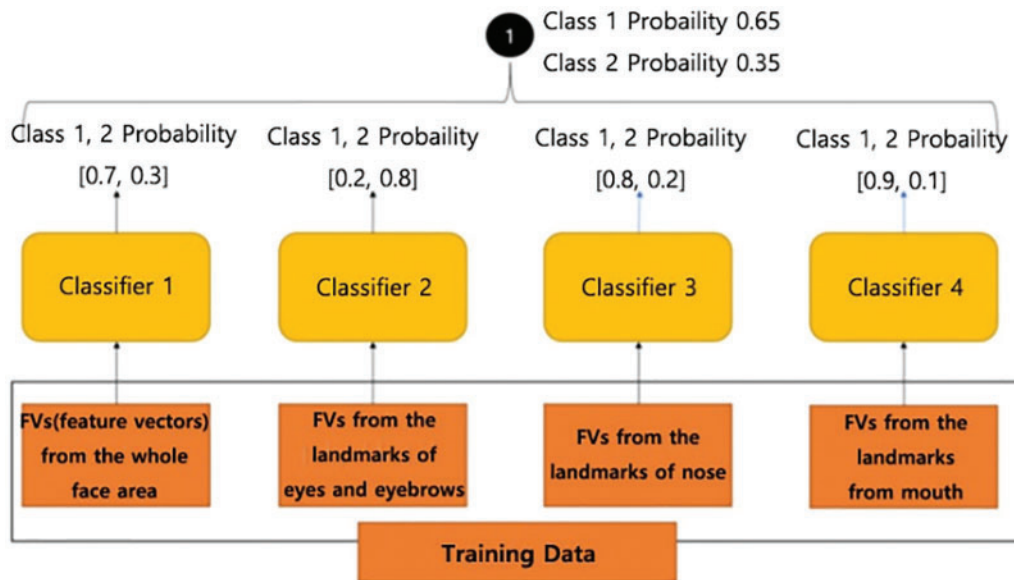 1
Class 1 Probaility 0.65
Class 2 Probaility 0.35
Class 1, 2 Probability
[0.7, 0.3]
Class 1, 2 Probaility
[0.2, 0.8]
Class 1, 2 Probaility
[0.8, 0.2]
Class 1, 2 Probaility
[0.9, 0.1]
Classifier 1
Classifier 2
Classifier 3
Classifier 4
FVs(feature vectors)
from the whole
face area
FVs from the
landmarks of
eyes and eyebrows
FVs from the
landmarks of nose
FVs from the
landmarks
from mouth
Training Data